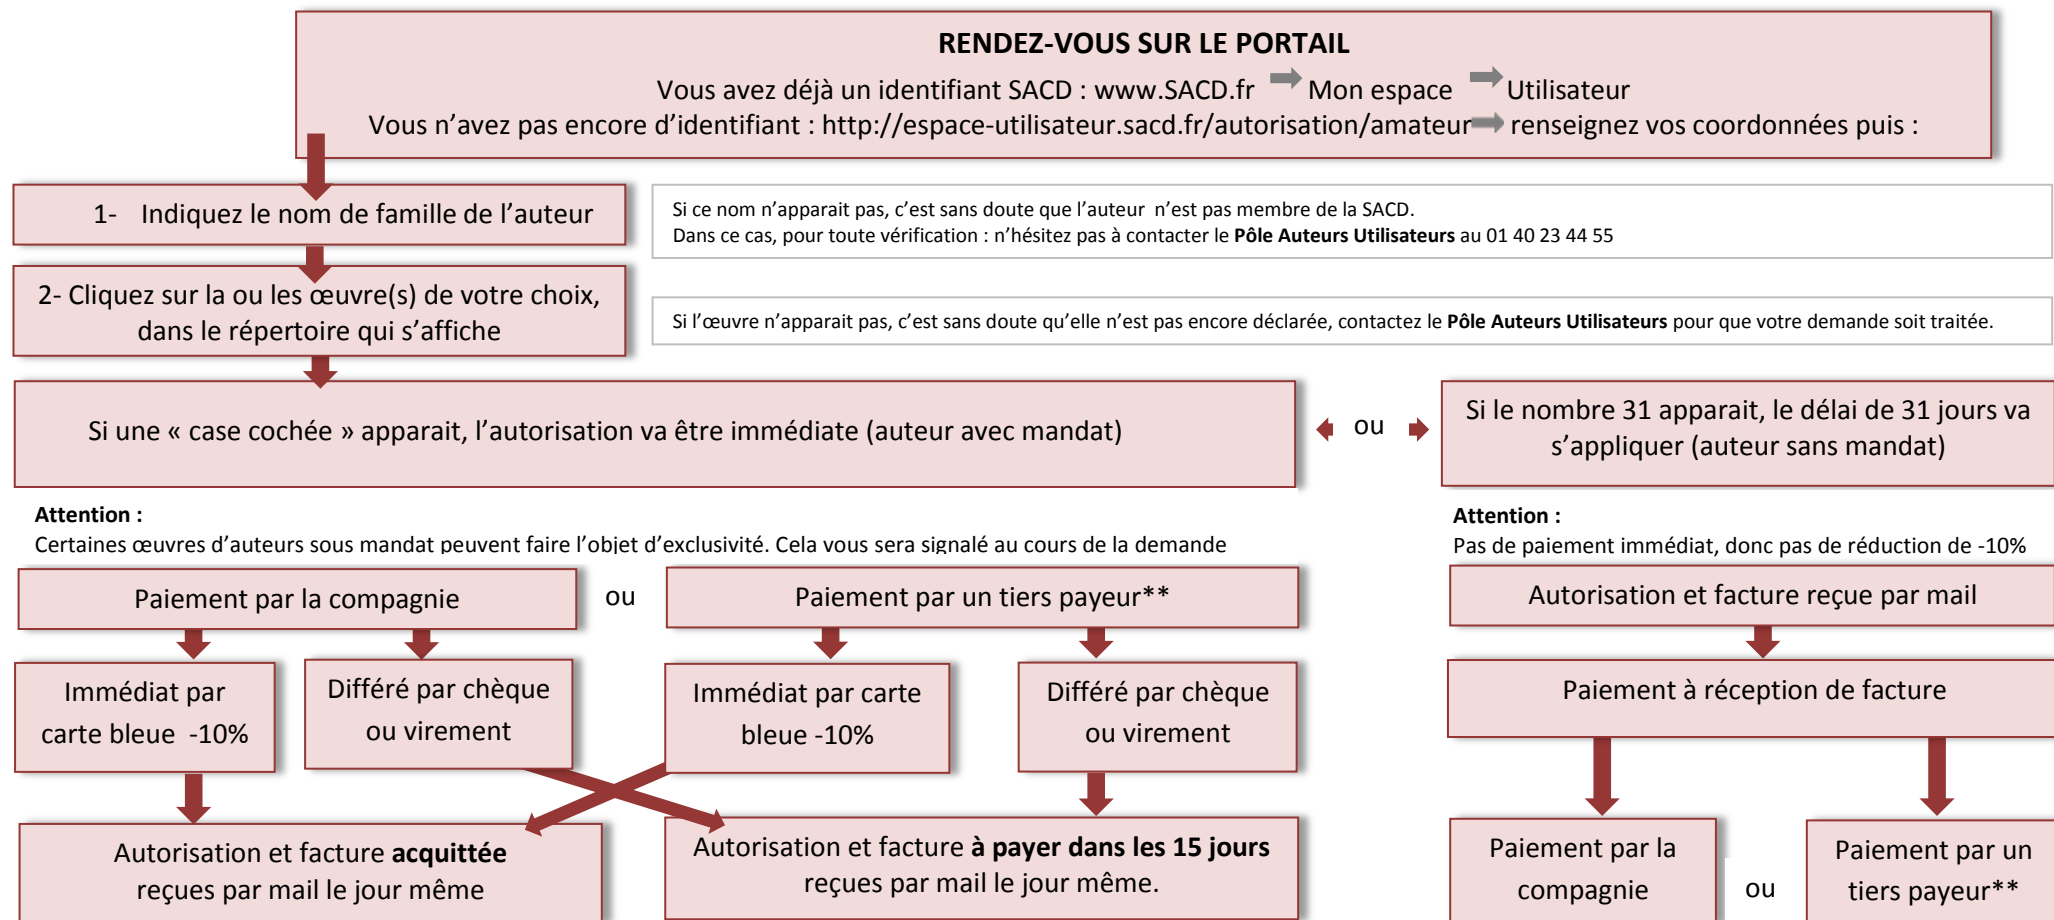 RENDEZ-VOUS SUR LE PORTAIL
Vous avez déjà un identifiant SACD : www.SACD.fr Mon espace Utilisateur
Vous n’avez pas encore d’identifiant : http://espace-utilisateur.sacd.fr/autorisation/amateur renseignez vos coordonnées puis :
1- Indiquez le nom de famille de l’auteur
Si ce nom n’apparait pas, c’est sans doute que l’auteur n’est pas membre de la SACD.
Dans ce cas, pour toute vérification : n’hésitez pas à contacter le Pôle Auteurs Utilisateurs au 01 40 23 44 55
2- Cliquez sur la ou les œuvre(s) de votre choix,
dans le répertoire qui s’affiche
Si l’œuvre n’apparait pas, c’est sans doute qu’elle n’est pas encore déclarée, contactez le Pôle Auteurs Utilisateurs pour que votre demande soit traitée.
Si une « case cochée » apparait, l’autorisation va être immédiate (auteur avec mandat)
ou
Si le nombre 31 apparait, le délai de 31 jours va
s’appliquer (auteur sans mandat)
Attention :
Certaines œuvres d’auteurs sous mandat peuvent faire l’objet d’exclusivité. Cela vous sera signalé au cours de la demande
Attention :
Pas de paiement immédiat, donc pas de réduction de -10%
Paiement par la compagnie
ou
Paiement par un tiers payeur**
Autorisation et facture reçue par mail
Immédiat par
carte bleue -10%
Différé par chèque
ou virement
Immédiat par carte
bleue -10%
Différé par chèque
ou virement
Paiement à réception de facture
Autorisation et facture acquittée
reçues par mail le jour même
Autorisation et facture à payer dans les 15 jours
reçues par mail le jour même.
Paiement par la
compagnie
ou
Paiement par un
tiers payeur**